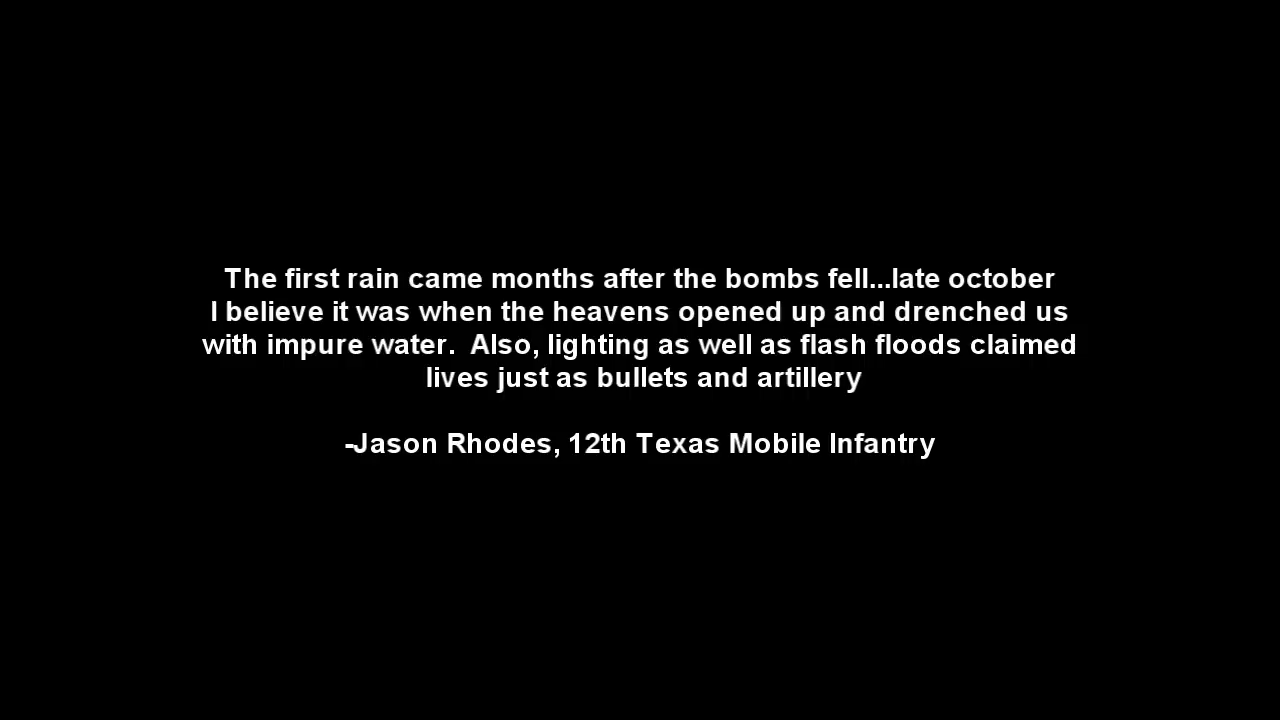 The first rain came months after the bombs fell...late october
I believe it was when the heavens opened up and drenched us
with impure water.  Also, lighting as well as flash floods claimed
lives just as bullets and artillery
-Jason Rhodes, 12th Texas Mobile Infantry